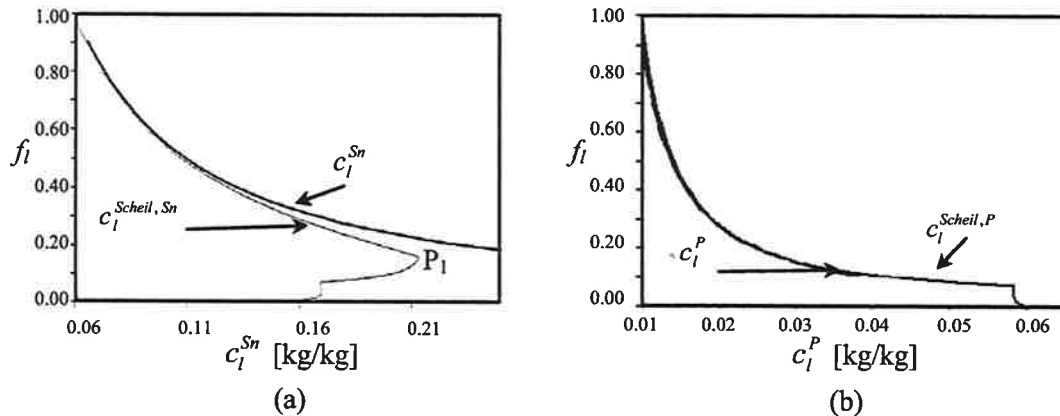 1.00
0.80
0.60
f_l
0.40
0.20
0.00
c_l^{Sn}
c_l^{Scheil, Sn}
P_1
0.06
0.11
0.16
0.21
c_l^{Sn} [kg/kg]
(a)
1.00
0.80
0.60
f_l
0.40
0.20
0.00
c_l^{Scheil, P}
c_l^P
0.01
0.02
0.03
0.04
0.05
0.06
c_l^P [kg/kg]
(b)